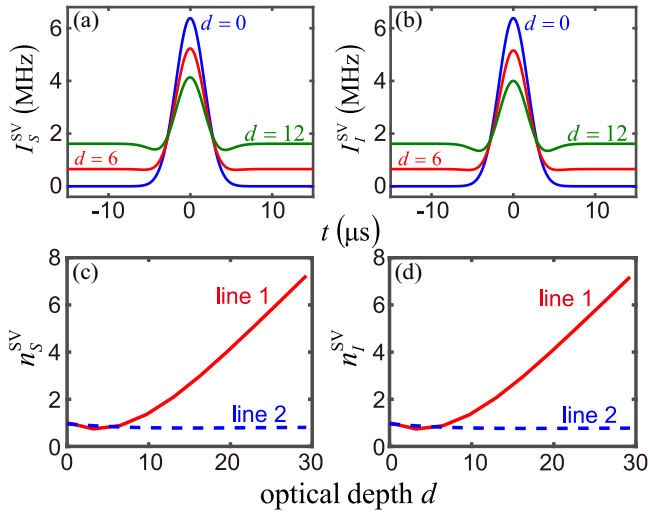 (a)
d = 0
d = 12
d = 6
I_S^SV (MHz)
6
4
2
0
-10
0
10
(b)
d = 0
d = 12
d = 6
I_I^SV (MHz)
6
4
2
0
-10
0
10
t (μs)
(c)
line 1
line 2
n_S^SV
8
6
4
2
0
0
10
20
30
(d)
line 1
line 2
n_I^SV
8
6
4
2
0
0
10
20
30
optical depth d